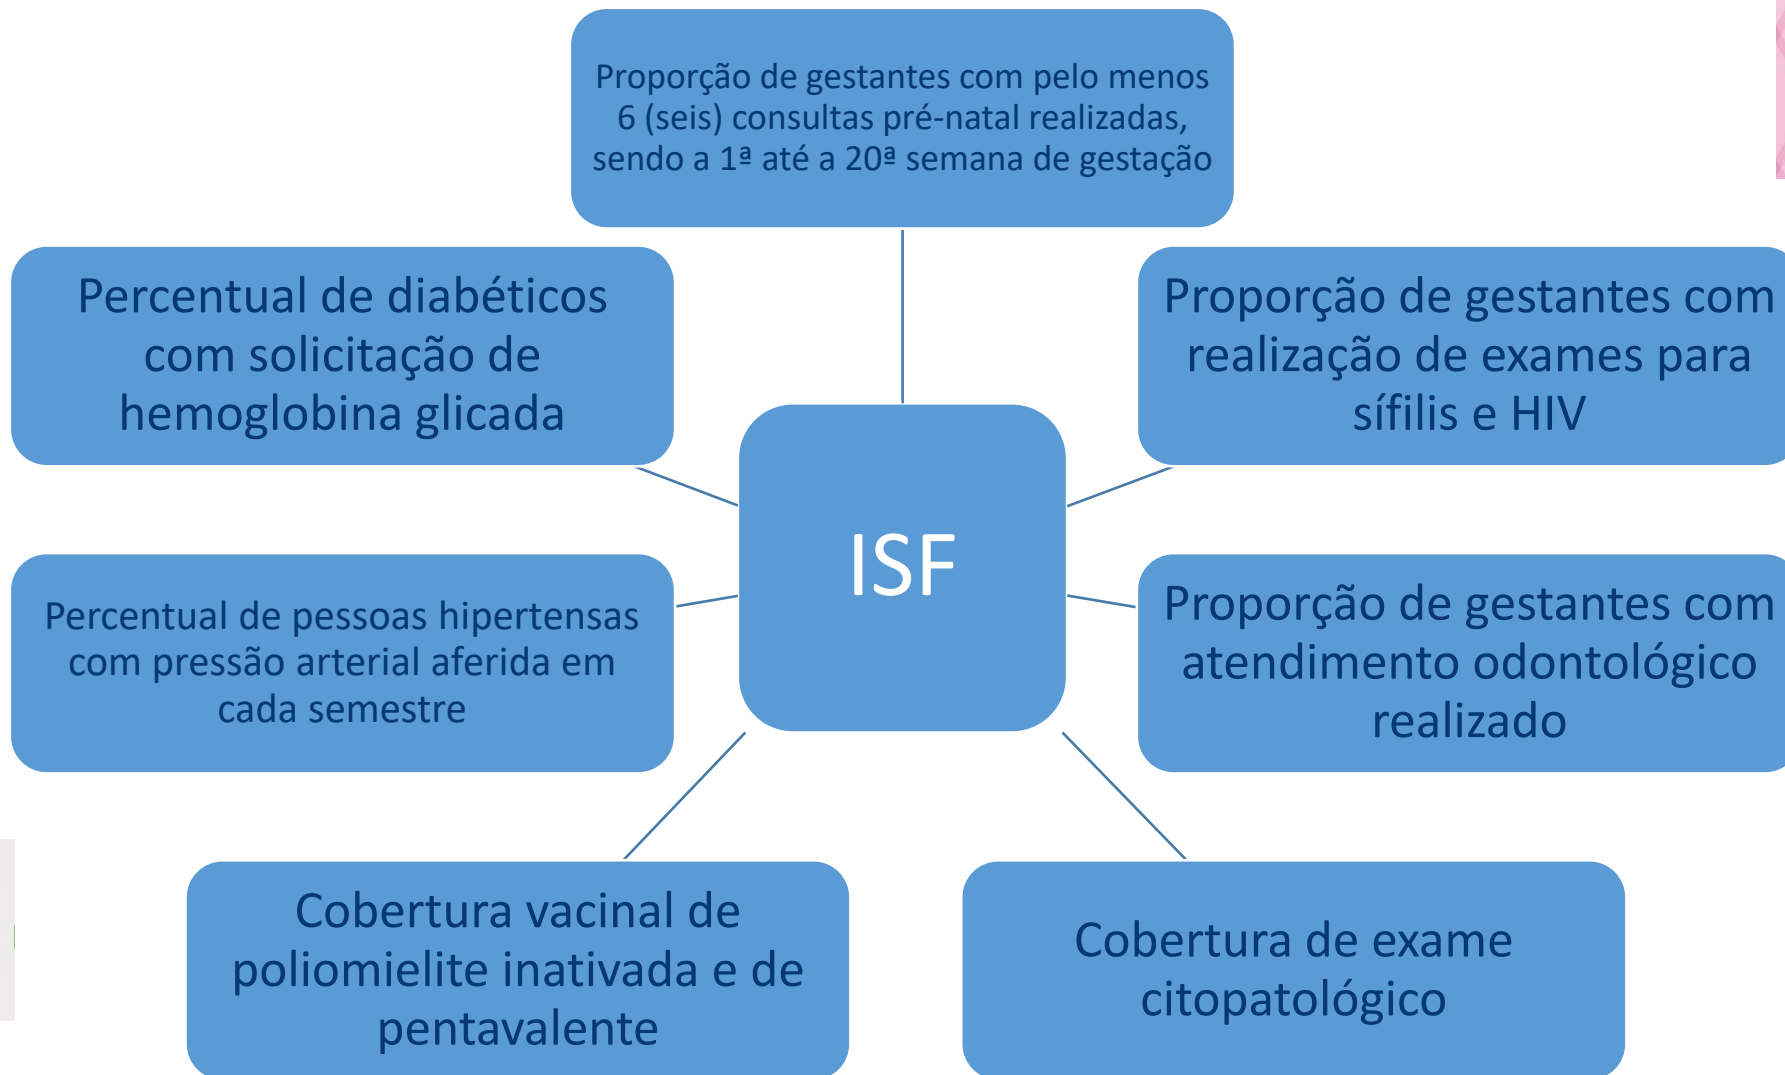 Proporção de gestantes com pelo menos
6 (seis) consultas pré-natal realizadas,
sendo a 1ª até a 20ª semana de gestação
Percentual de diabéticos
com solicitação de
hemoglobina glicada
Proporção de gestantes com
realização de exames para
sífilis e HIV
ISF
Percentual de pessoas hipertensas
com pressão arterial aferida em
cada semestre
Proporção de gestantes com
atendimento odontológico
realizado
Cobertura vacinal de
poliomielite inativada e de
pentavalente
Cobertura de exame
citopatológico